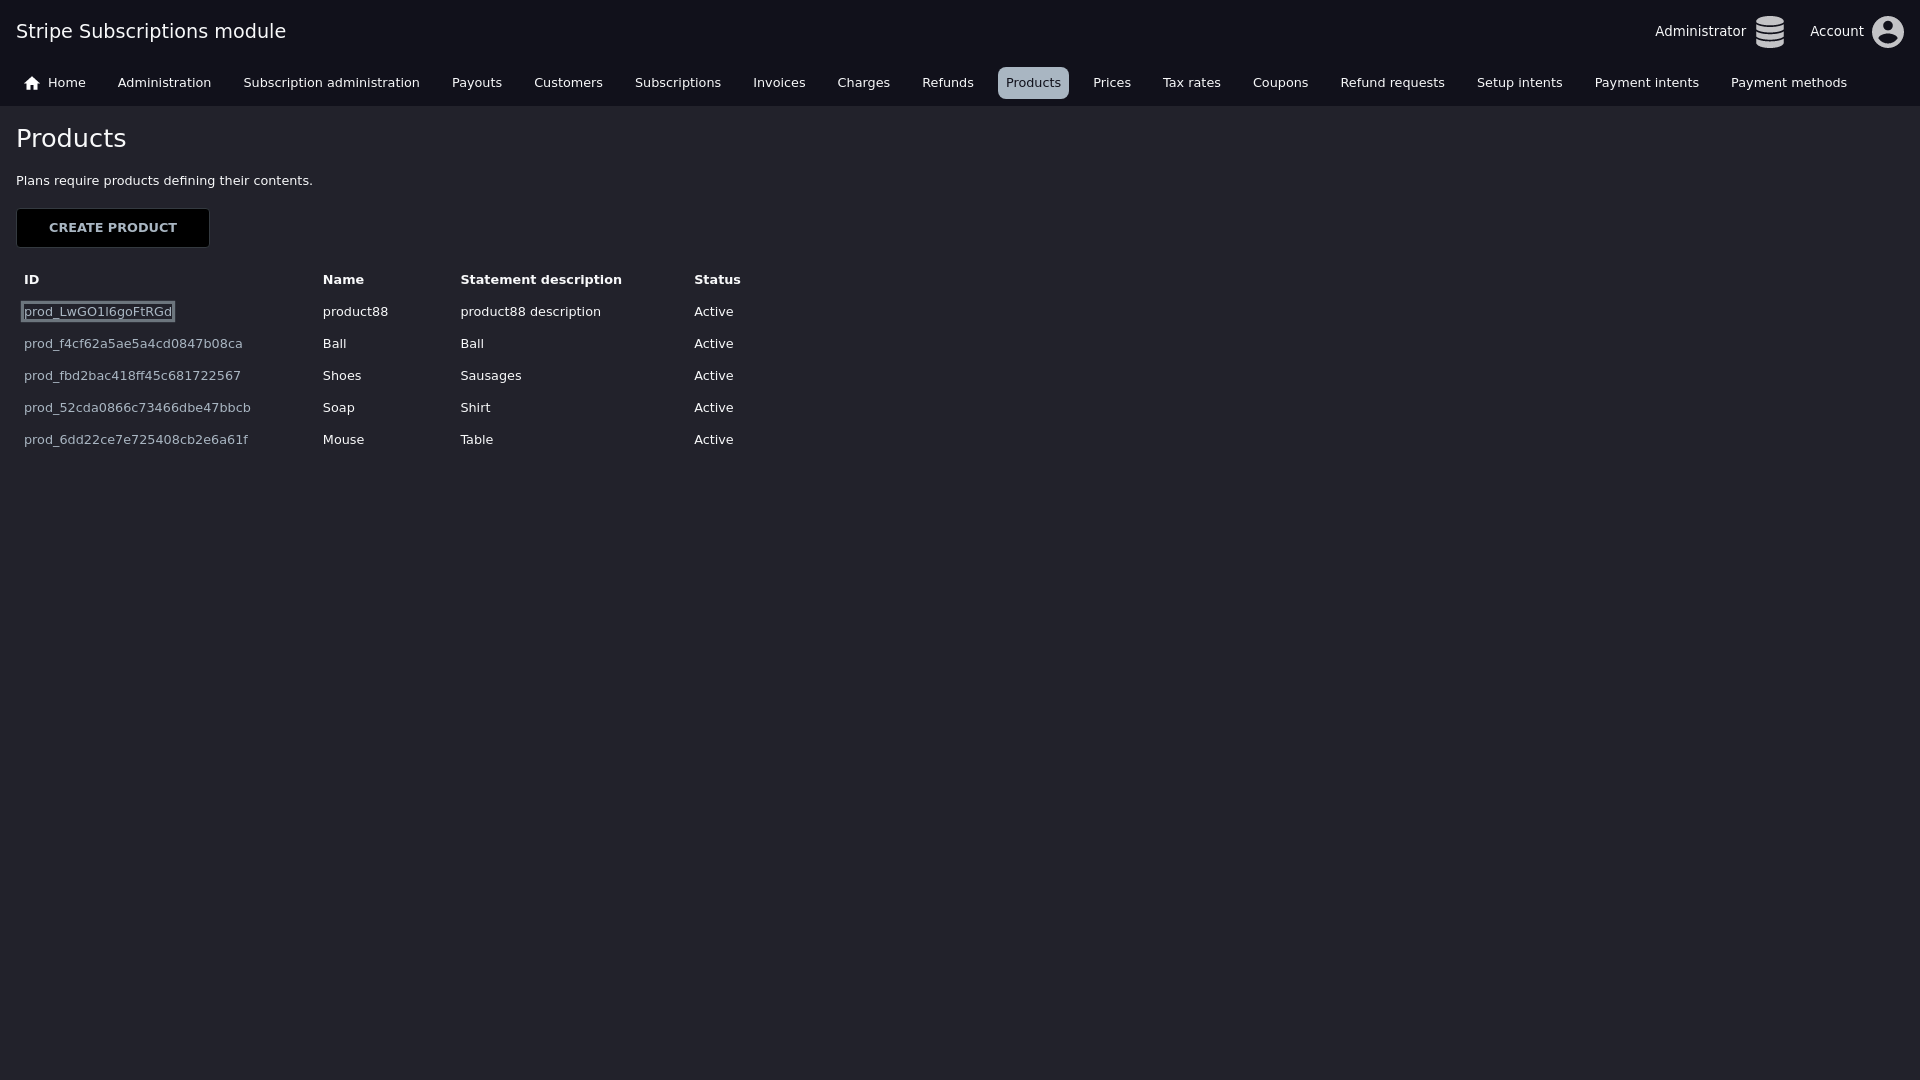 Stripe Subscriptions module
Administrator Account
Home Administration Subscription administration Payouts Customers Subscriptions Invoices Charges Refunds Products Prices Tax rates Coupons Refund requests Setup intents Payment intents Payment methods
Products
Plans require products defining their contents.
CREATE PRODUCT
ID Name Statement description Status
prod_LwGO1I6goFtRGd product88 product88 description Active
prod_f4cf62a5ae5a4cd0847b08ca Ball Ball Active
prod_fbd2bac418ff45c681722567 Shoes Sausages Active
prod_52cda0866c73466dbe47bbcb Soap Shirt Active
prod_6dd22ce7e725408cb2e6a61f Mouse Table Active